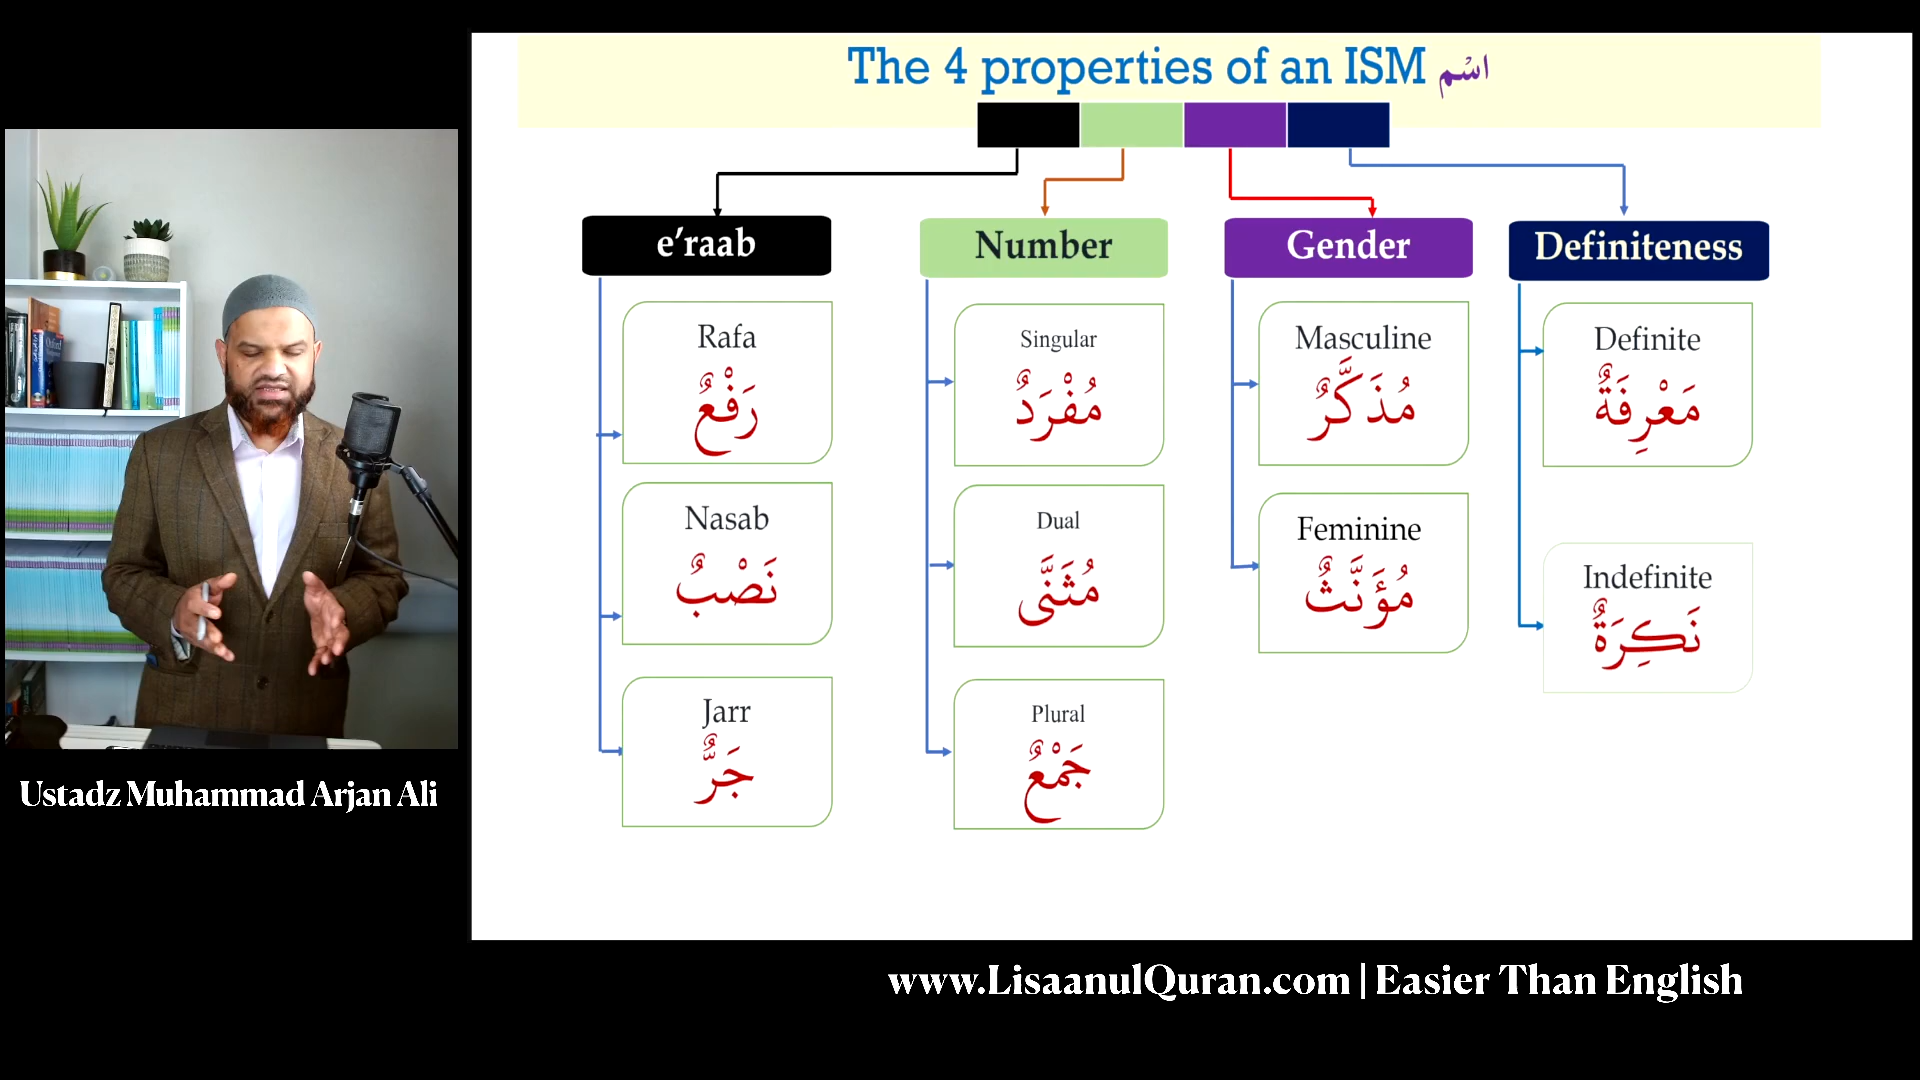 The 4 properties of an ISM اسْم
e’raab
Rafa
رَفْعٌ
Nasab
نَصْبٌ
Jarr
جَرٌّ
Number
Singular
مُفْرَدٌ
Dual
مُثَنَّى
Plural
جَمْعٌ
Gender
Masculine
مُذَكَّرٌ
Feminine
مُؤَنَّثٌ
Definiteness
Definite
مَعْرِفَةٌ
Indefinite
نَكِرَةٌ
Ustadz Muhammad Arjan Ali
www.LisaanulQuran.com | Easier Than English